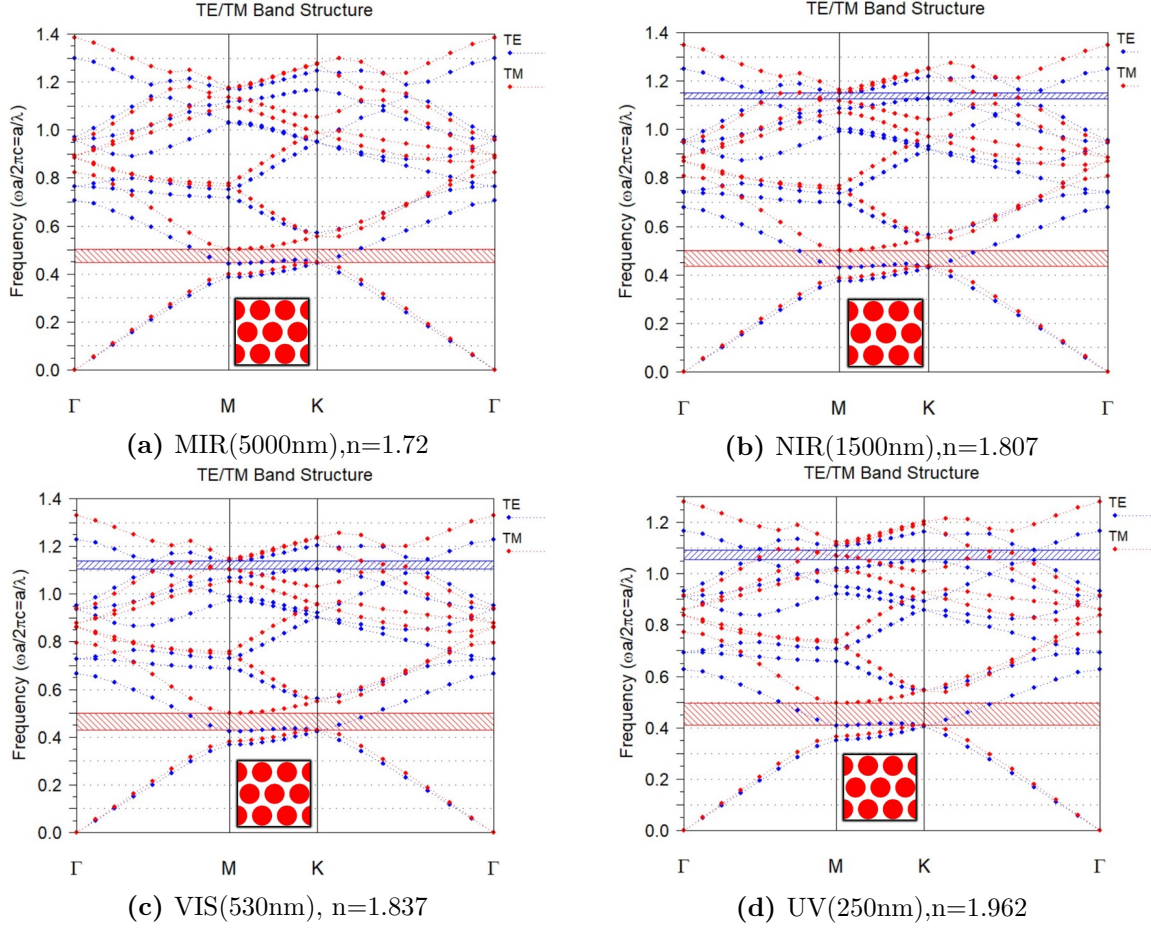 TE/TM Band Structure
Frequency (ωa/2πc=a/λ)
1.4
1.2
1.0
0.8
0.6
0.4
0.2
0.0
Γ
M
K
Γ
TE
TM
(a) MIR(5000nm),n=1.72
TE/TM Band Structure
Frequency (ωa/2πc=a/λ)
1.4
1.2
1.0
0.8
0.6
0.4
0.2
0.0
Γ
M
K
Γ
TE
TM
(b) NIR(1500nm),n=1.807
TE/TM Band Structure
Frequency (ωa/2πc=a/λ)
1.4
1.2
1.0
0.8
0.6
0.4
0.2
0.0
Γ
M
K
Γ
TE
TM
(c) VIS(530nm), n=1.837
TE/TM Band Structure
Frequency (ωa/2πc=a/λ)
1.2
1.0
0.8
0.6
0.4
0.2
0.0
Γ
M
K
Γ
TE
TM
(d) UV(250nm),n=1.962